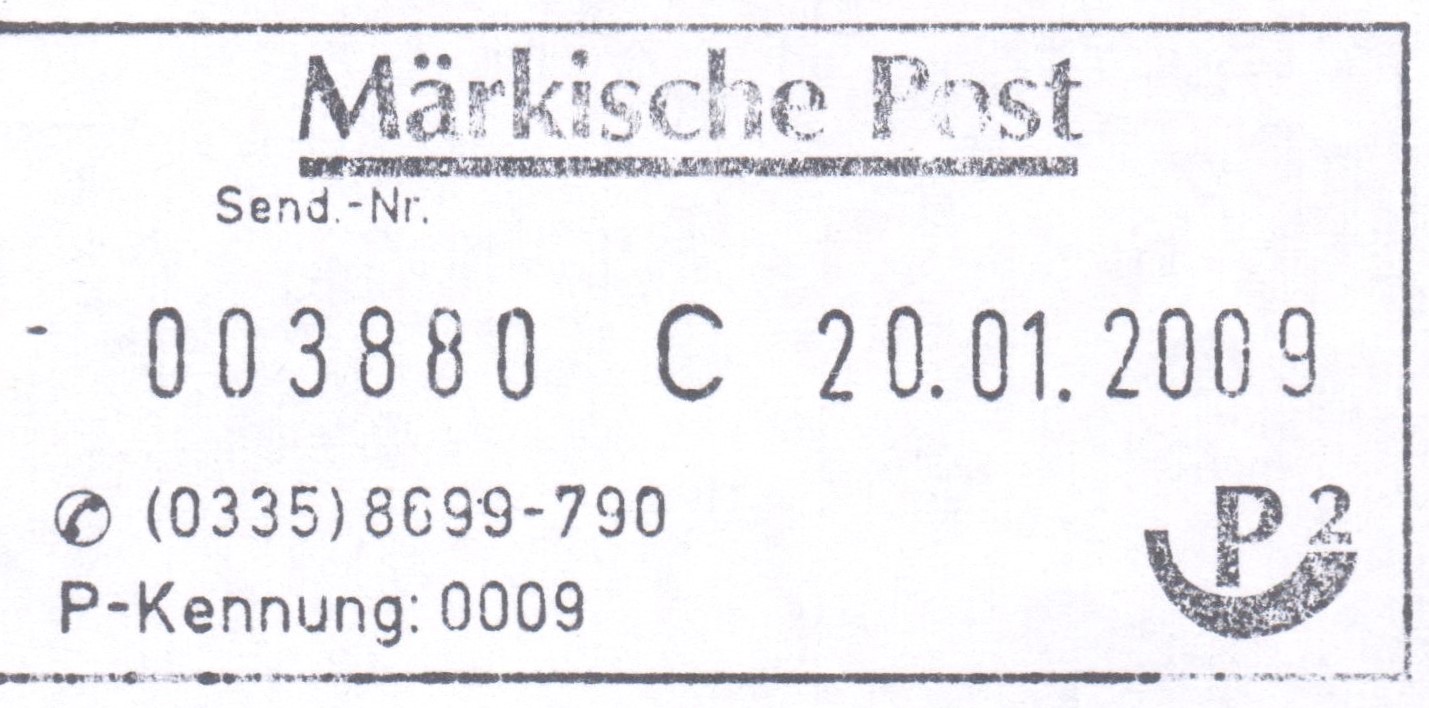 Märkische Post
Send.-Nr.
- 003880 C 20.01.2009
✆ (0335) 8699-790
P-Kennung: 0009
P²